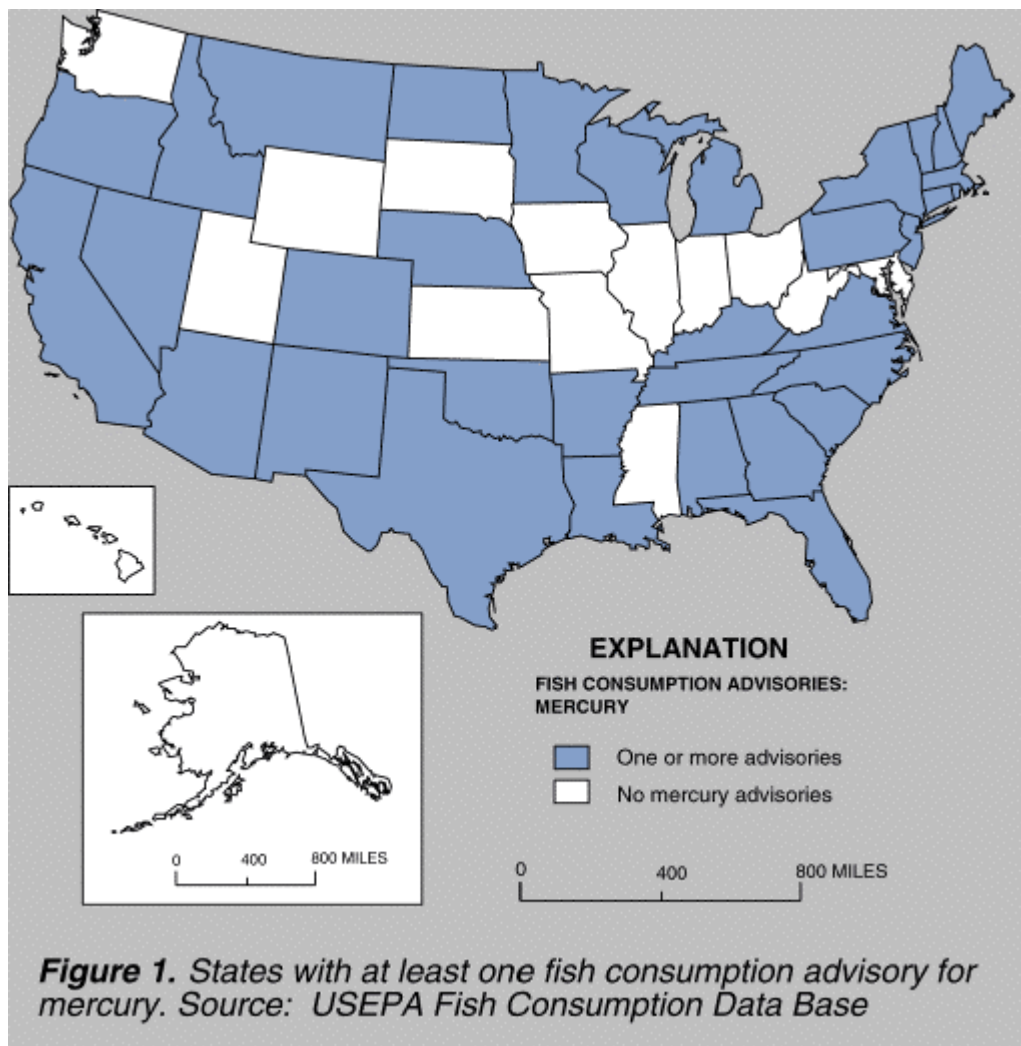 EXPLANATION
FISH CONSUMPTION ADVISORIES:
MERCURY
One or more advisories
No mercury advisories
0 400 800 MILES
0 400 800 MILES
Figure 1. States with at least one fish consumption advisory for
mercury. Source: USEPA Fish Consumption Data Base